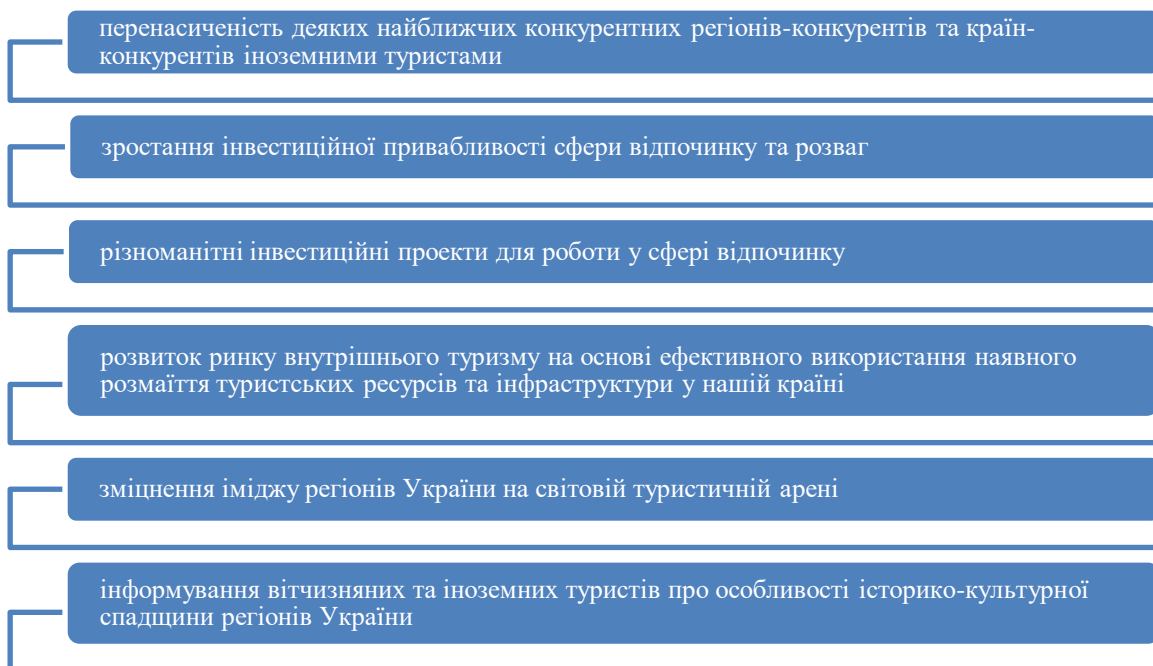 перенасиченість деяких найближчих конкурентних регіонів-конкурентів та країн-
конкурентів іноземними туристами
зростання інвестиційної привабливості сфери відпочинку та розваг
різноманітні інвестиційні проекти для роботи у сфері відпочинку
розвиток ринку внутрішнього туризму на основі ефективного використання наявного
розмаїття туристських ресурсів та інфраструктури у нашій країні
зміцнення іміджу регіонів України на світовій туристичній арені
інформування вітчизняних та іноземних туристів про особливості історико-культурної
спадщини регіонів України